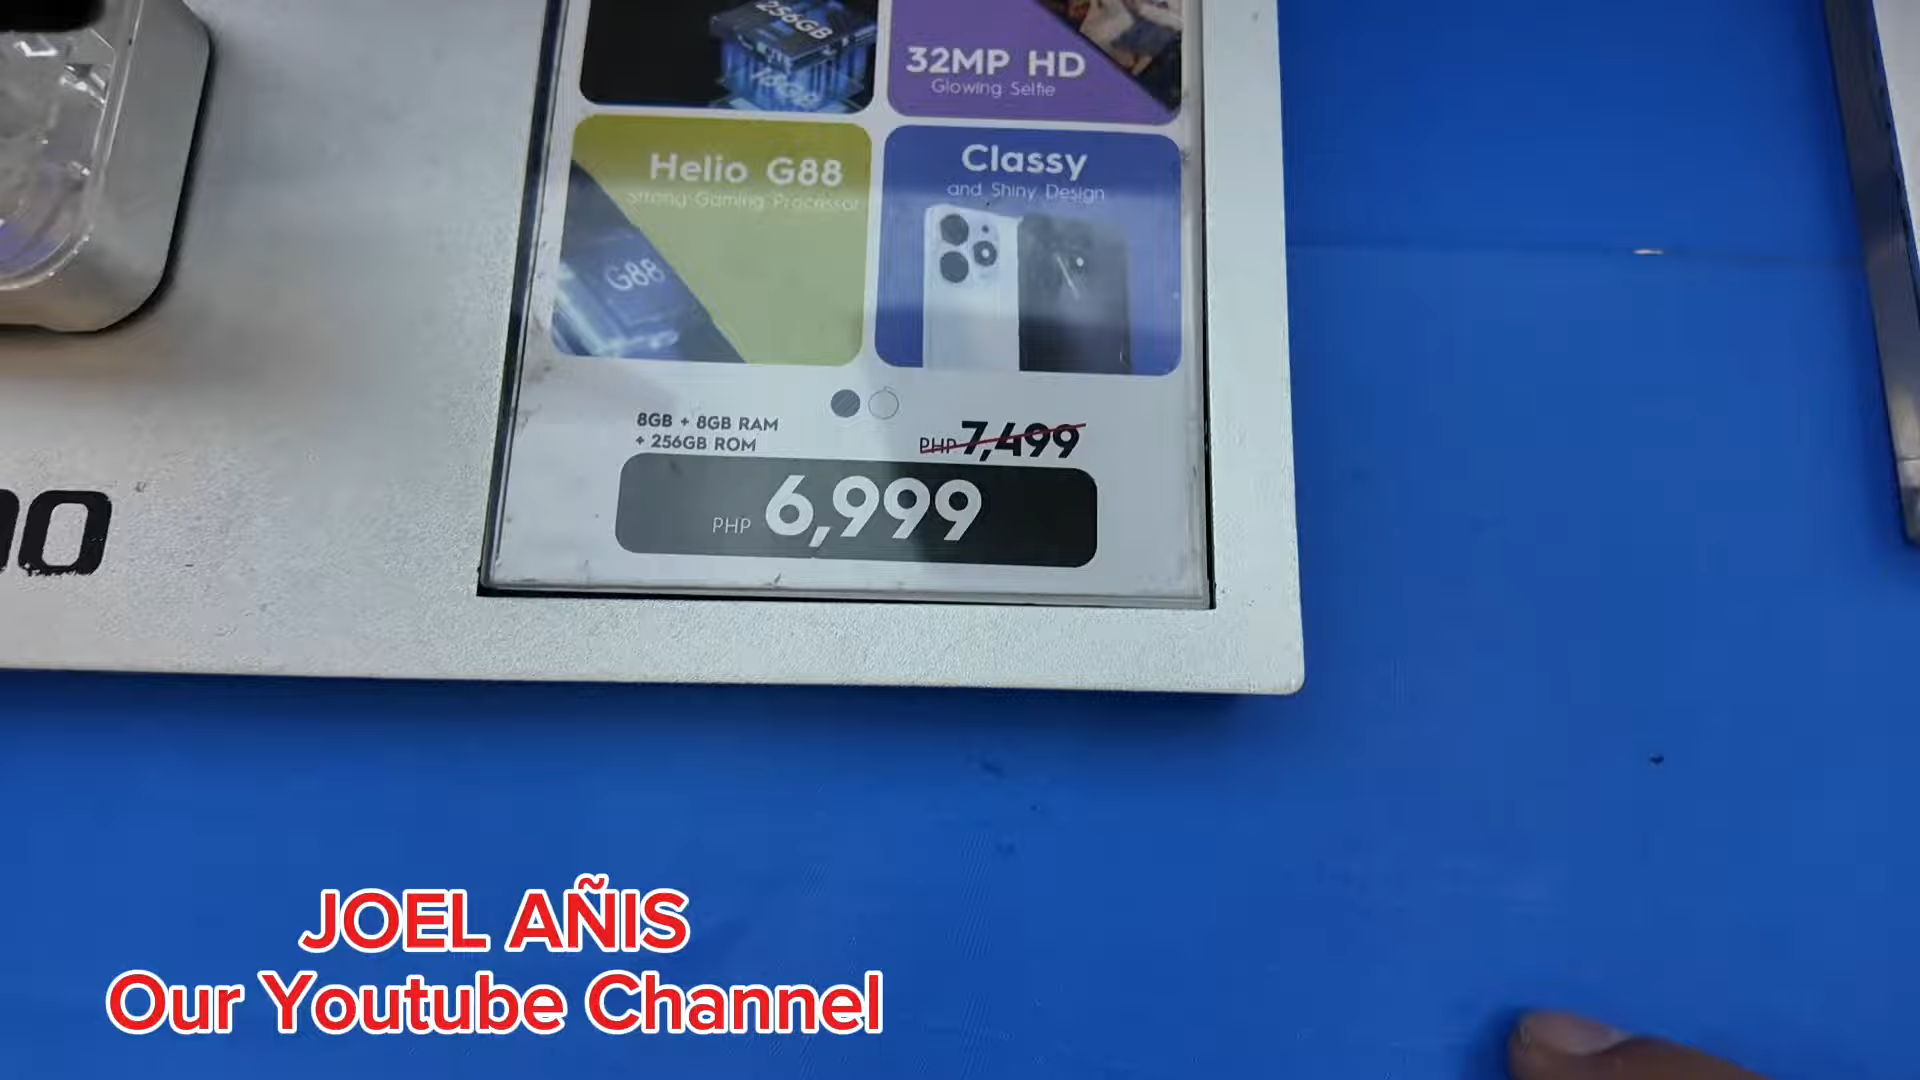 256GB
16GB
32MP HD
Glowing Selfie
Helio G88
Strong Gaming Processor
G88
Classy
and Shiny Design
8GB + 8GB RAM
+ 256GB ROM
PHP 7,499
PHP 6,999
JOEL AÑIS
Our Youtube Channel